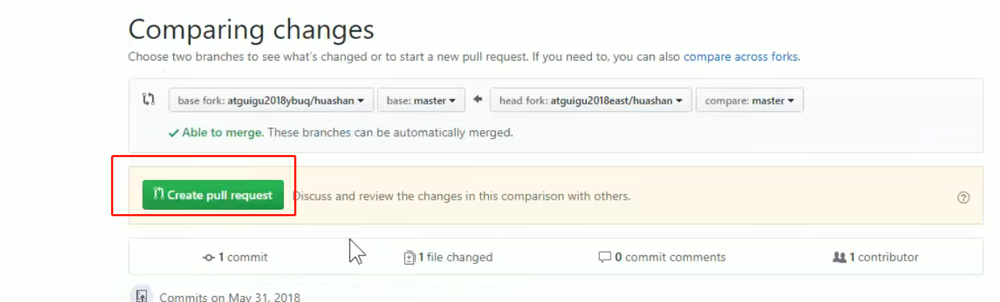 Comparing changes
Choose two branches to see what's changed or to start a new pull request. If you need to, you can also compare across forks.
base fork: atguigu2018ybuq/huashan base: master head fork: atguigu2018east/huashan compare: master
Able to merge. These branches can be automatically merged.
Create pull request Discuss and review the changes in this comparison with others.
1 commit 1 file changed 0 commit comments 1 contributor
Commits on May 31, 2018